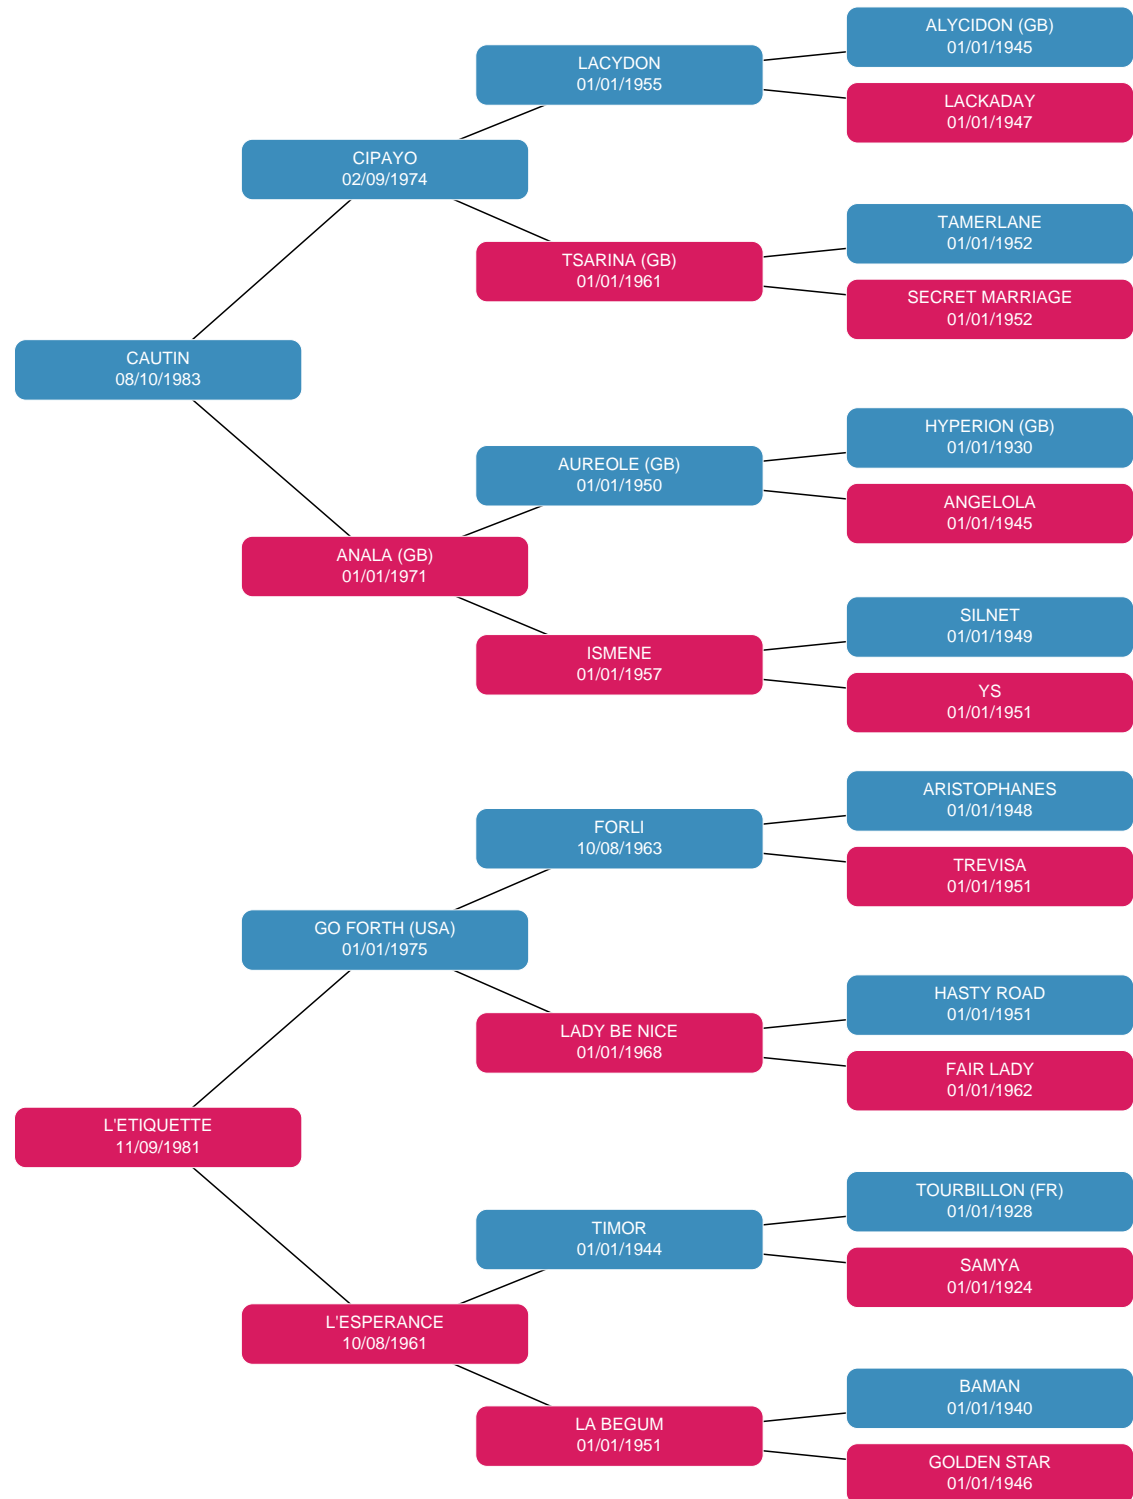 ALYCIDON (GB)
01/01/1945
LACYDON
01/01/1955
LACKADAY
01/01/1947
CIPAYO
02/09/1974
TAMERLANE
01/01/1952
TSARINA (GB)
01/01/1961
SECRET MARRIAGE
01/01/1952
CAUTIN
08/10/1983
HYPERION (GB)
01/01/1930
AUREOLE (GB)
01/01/1950
ANGELOLA
01/01/1945
ANALA (GB)
01/01/1971
SILNET
01/01/1949
ISMENE
01/01/1957
YS
01/01/1951
ARISTOPHANES
01/01/1948
FORLI
10/08/1963
TREVISA
01/01/1951
GO FORTH (USA)
01/01/1975
HASTY ROAD
01/01/1951
LADY BE NICE
01/01/1968
FAIR LADY
01/01/1962
L'ETIQUETTE
11/09/1981
TOURBILLON (FR)
01/01/1928
TIMOR
01/01/1944
SAMYA
01/01/1924
L'ESPERANCE
10/08/1961
BAMAN
01/01/1940
LA BEGUM
01/01/1951
GOLDEN STAR
01/01/1946